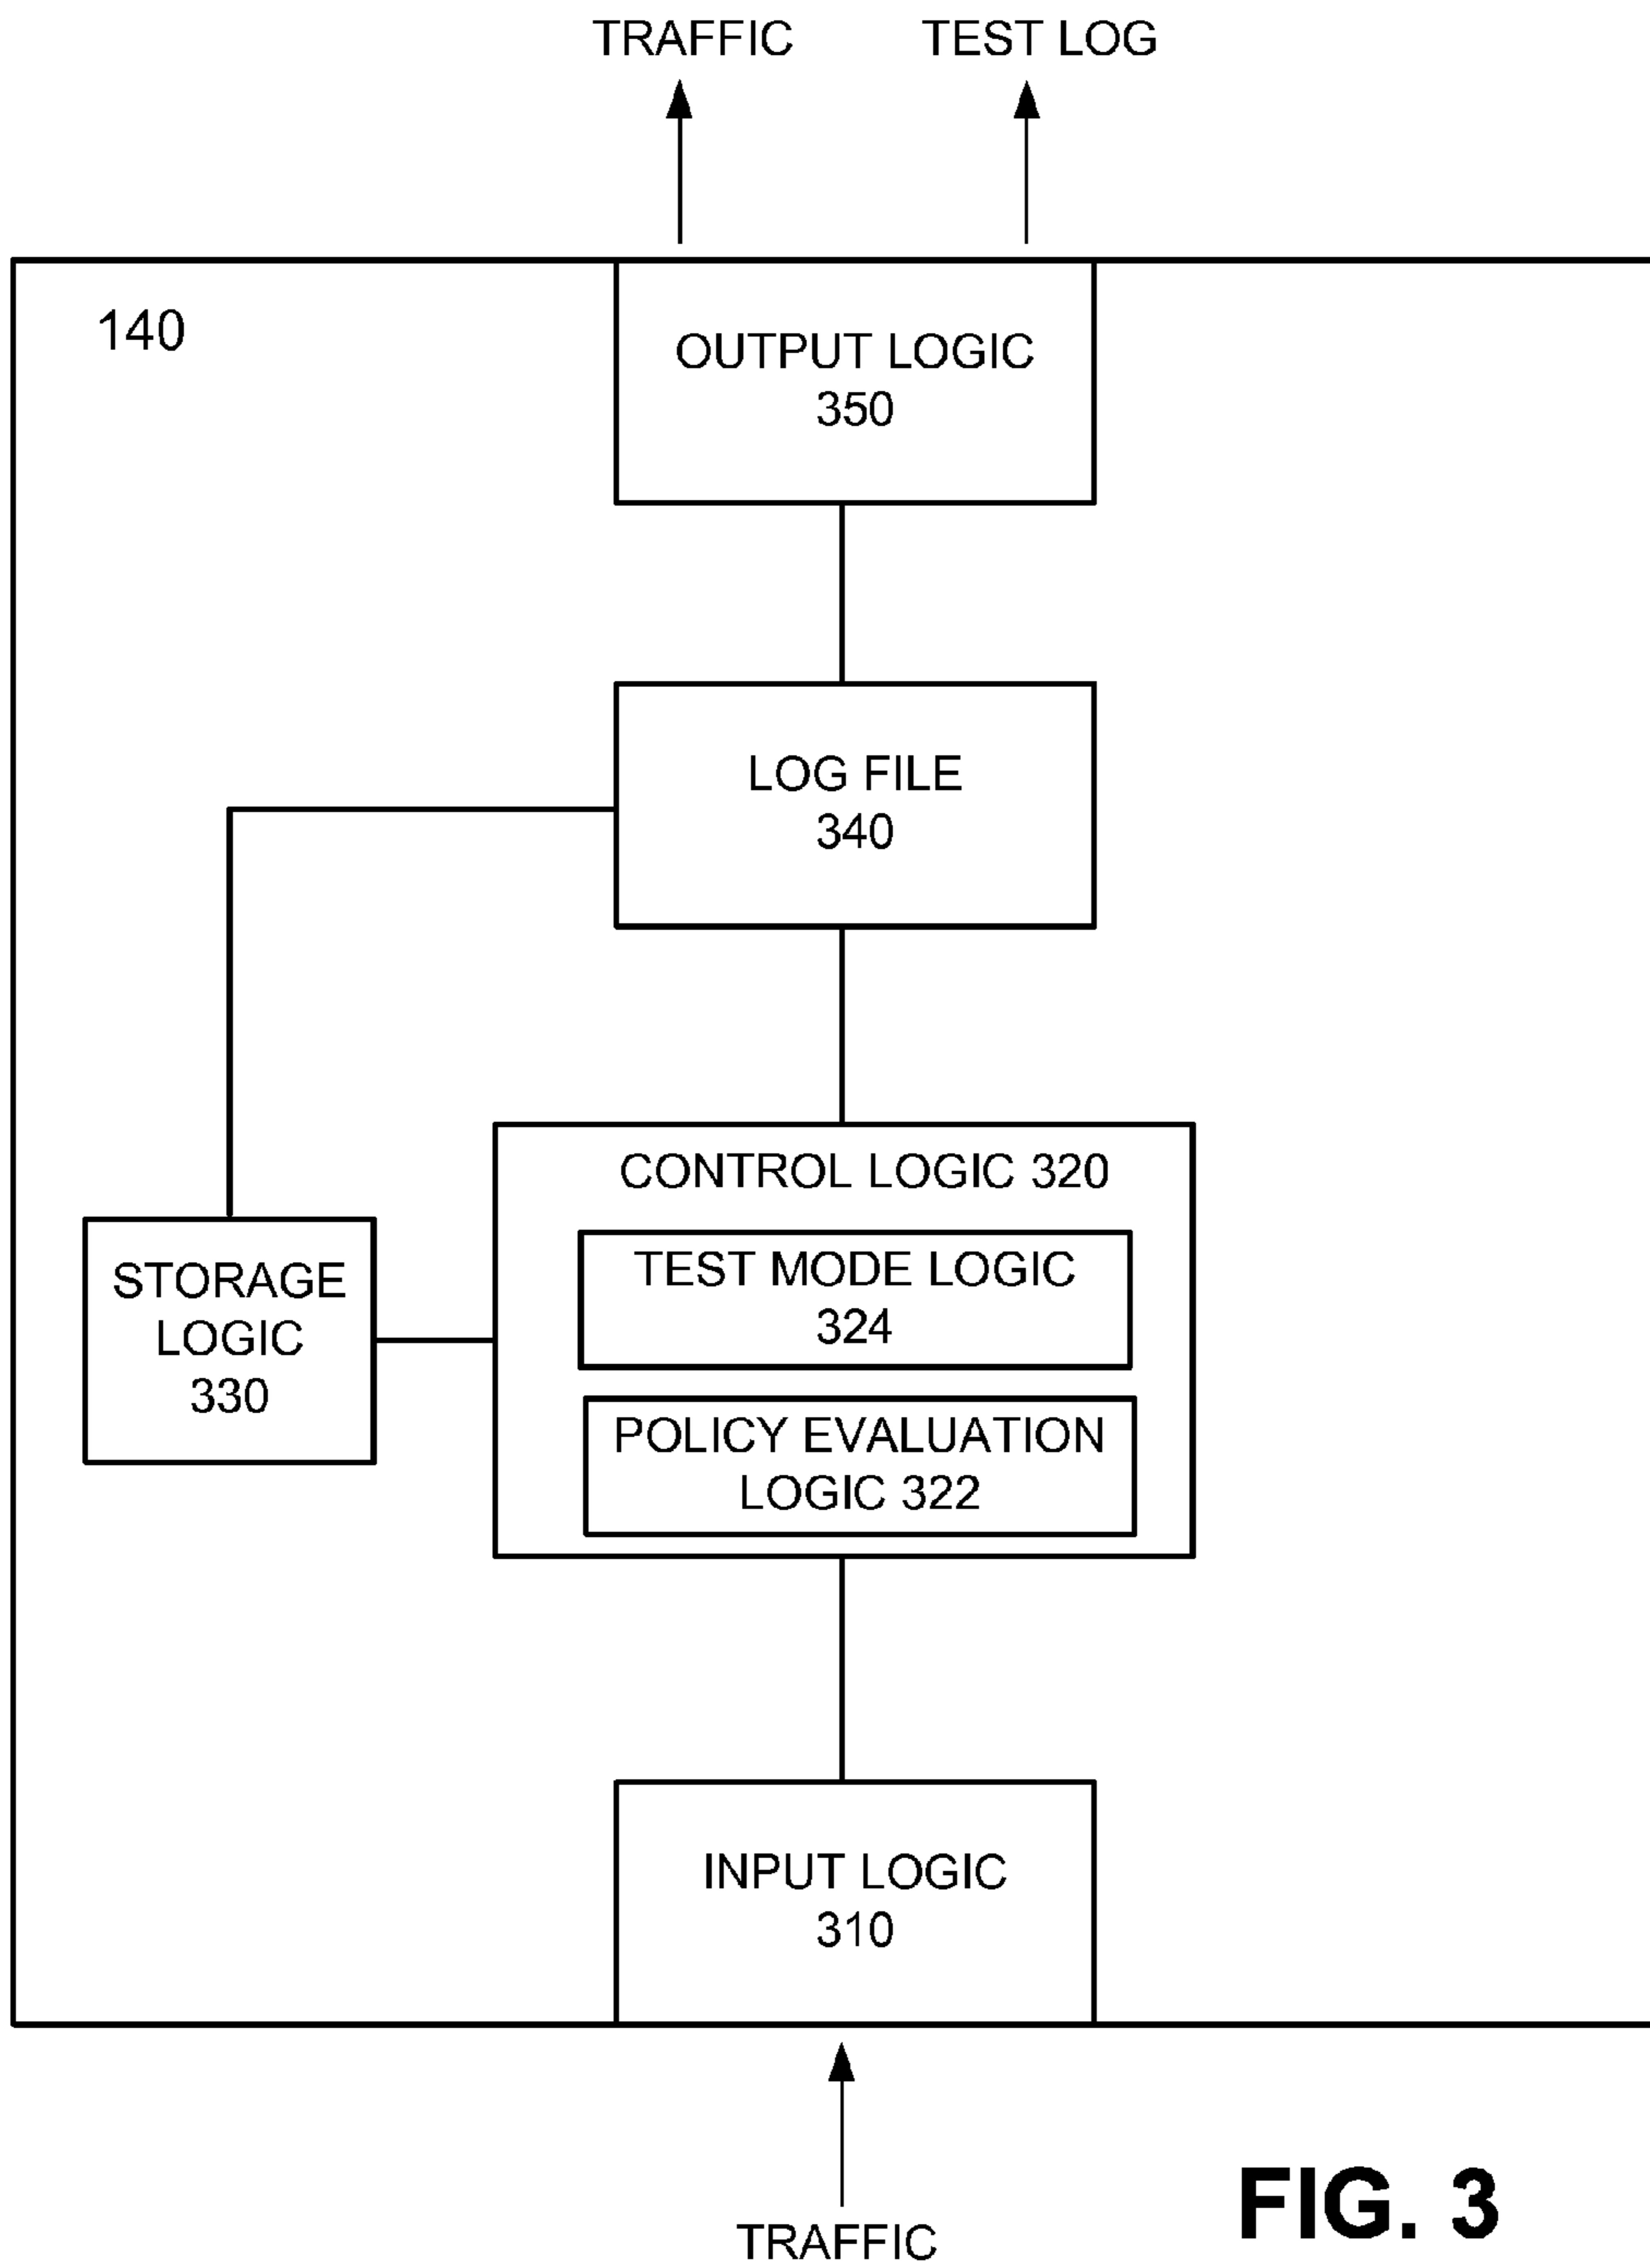 TRAFFIC
TEST LOG
140
OUTPUT LOGIC
350
LOG FILE
340
CONTROL LOGIC 320
TEST MODE LOGIC
324
STORAGE
LOGIC
330
POLICY EVALUATION
LOGIC 322
INPUT LOGIC
310
TRAFFIC
FIG. 3